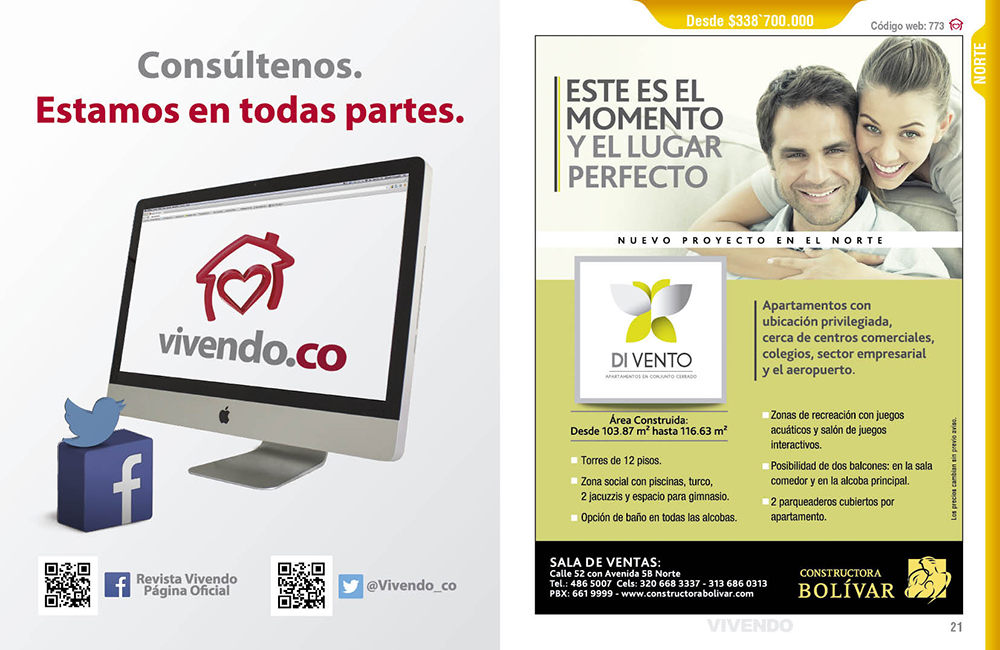 Consúltenos.
Estamos en todas partes.
vivendo.co
f
Revista Vivendo
Página Oficial
@Vivendo_co
Desde $338`700.000
Código web: 773
NORTE
ESTE ES EL
MOMENTO
Y EL LUGAR
PERFECTO
NUEVO PROYECTO EN EL NORTE
DI VENTO
APARTAMENTOS EN CONJUNTO CERRADO
Apartamentos con
ubicación privilegiada,
cerca de centros comerciales,
colegios, sector empresarial
y el aeropuerto.
Área Construida:
Desde 103.87 m² hasta 116.63 m²
Torres de 12 pisos.
Zona social con piscinas, turco,
2 jacuzzis y espacio para gimnasio.
Opción de baño en todas las alcobas.
Zonas de recreación con juegos
acuáticos y salón de juegos
interactivos.
Posibilidad de dos balcones: en la sala
comedor y en la alcoba principal.
2 parqueaderos cubiertos por
apartamento.
Los precios cambian sin previo aviso.
SALA DE VENTAS:
Calle 52 con Avenida 5B Norte
Tel.: 486 5007 Cels: 320 668 3337 - 313 686 0313
PBX: 661 9999 - www.constructorabolivar.com
CONSTRUCTORA
BOLÍVAR
VIVENDO
21